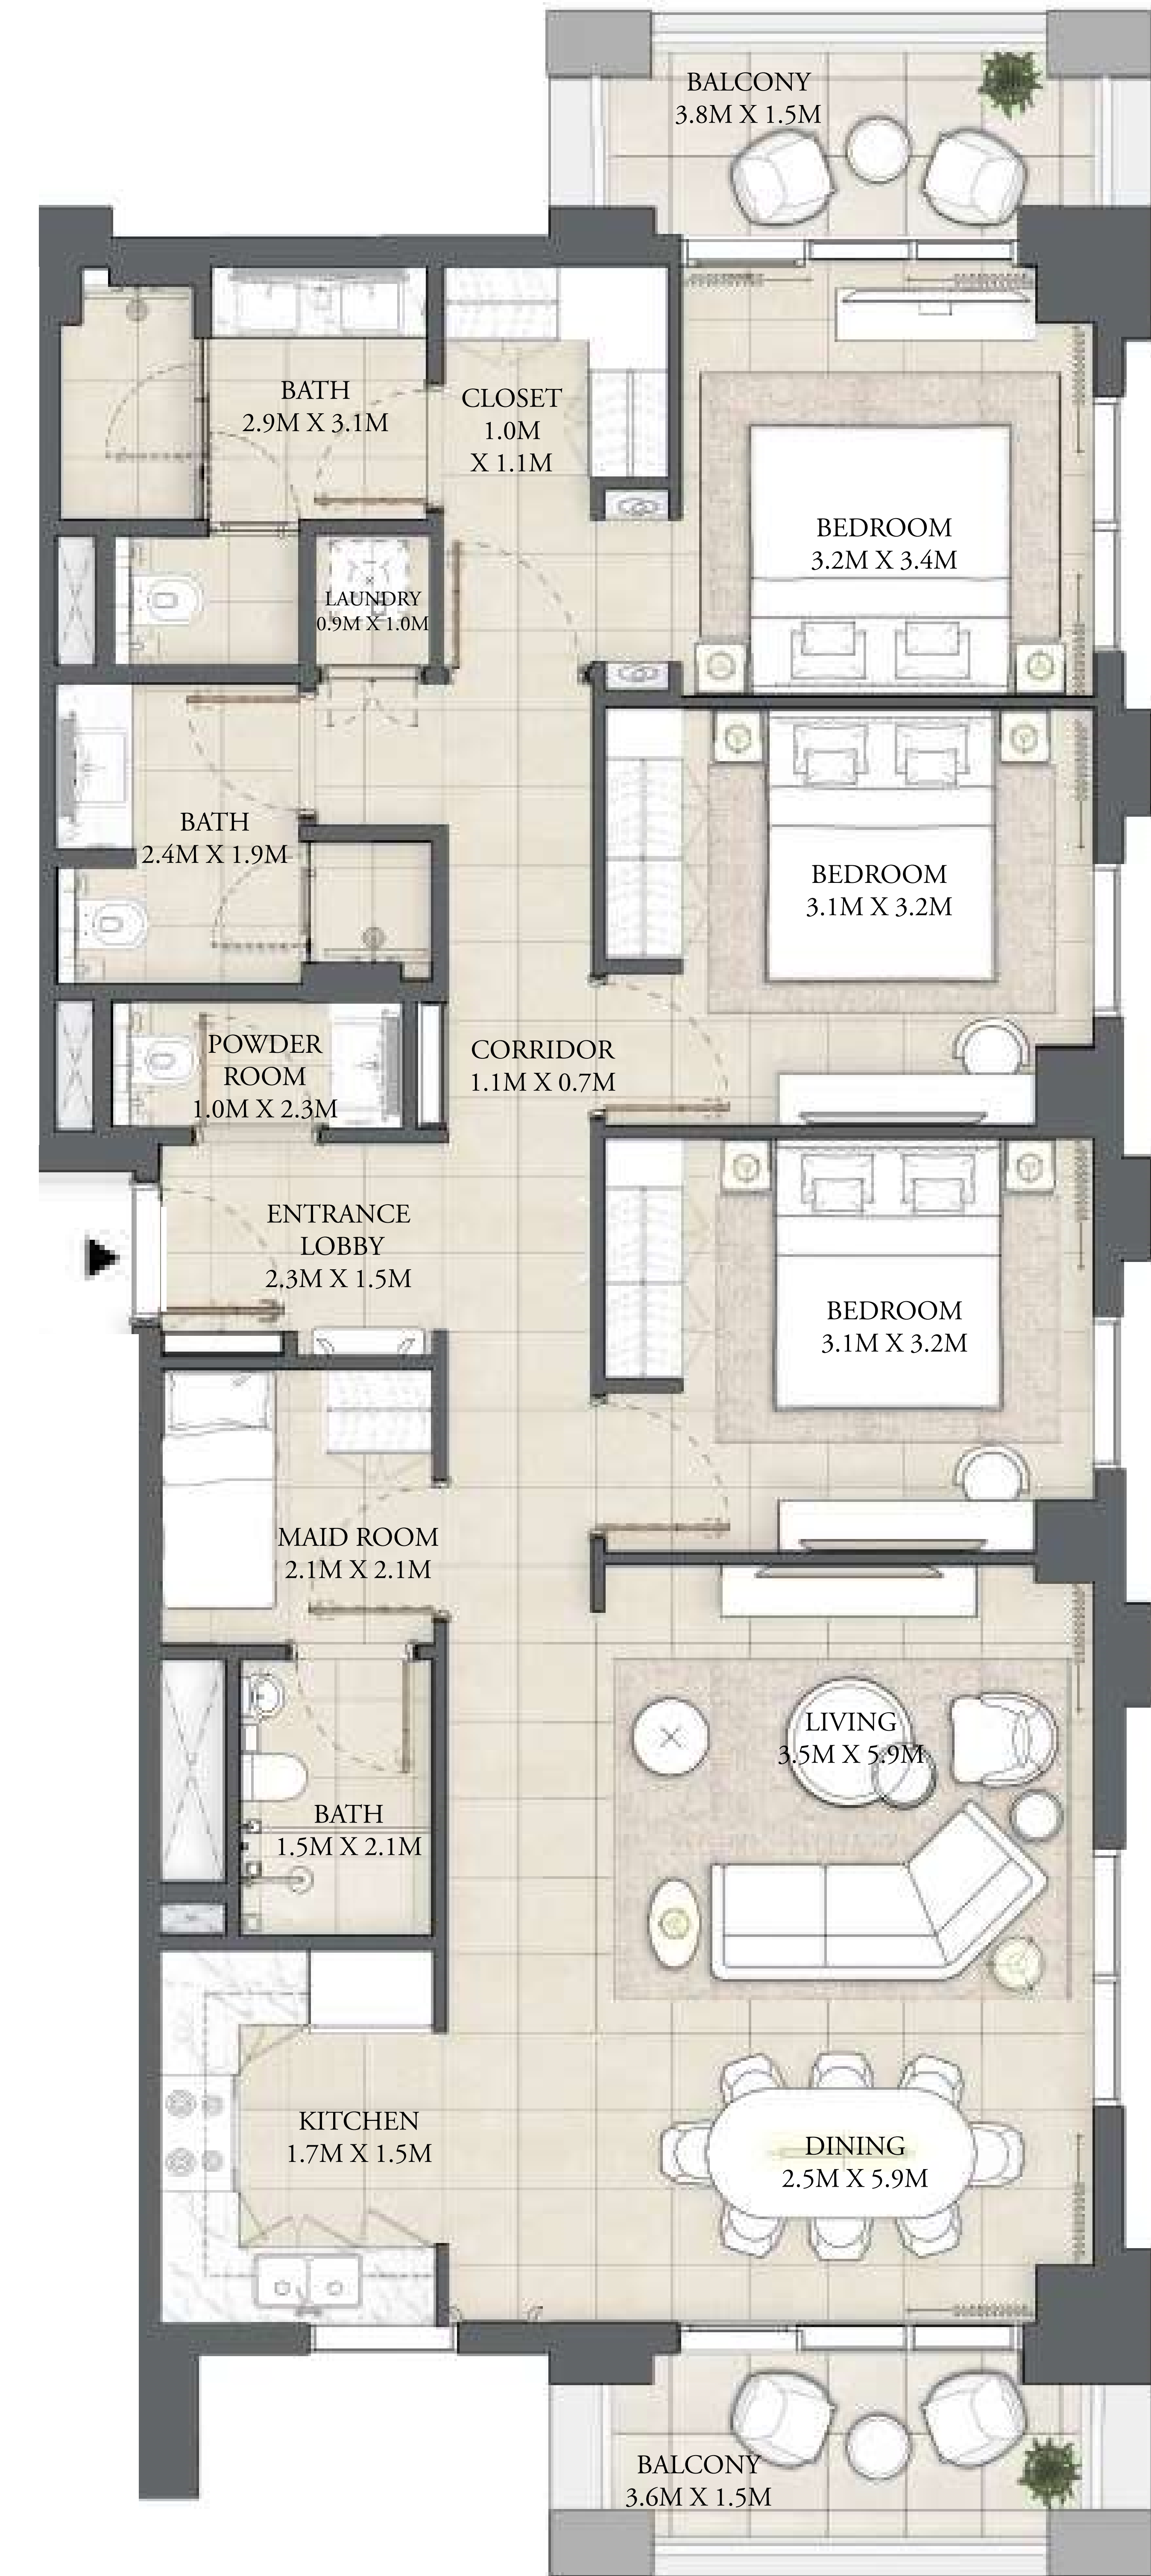 BALCONY
3.8M X 1.5M
BATH
2.9M X 3.1M
CLOSET
1.0M
X 1.1M
BEDROOM
3.2M X 3.4M
LAUNDRY
0.9M X 1.0M
BATH
2.4M X 1.9M
BEDROOM
3.1M X 3.2M
POWDER
ROOM
1.0M X 2.3M
CORRIDOR
1.1M X 0.7M
ENTRANCE
LOBBY
2.3M X 1.5M
BEDROOM
3.1M X 3.2M
MAID ROOM
2.1M X 2.1M
LIVING
3.5M X 5.9M
BATH
1.5M X 2.1M
KITCHEN
1.7M X 1.5M
DINING
2.5M X 5.9M
BALCONY
3.6M X 1.5M